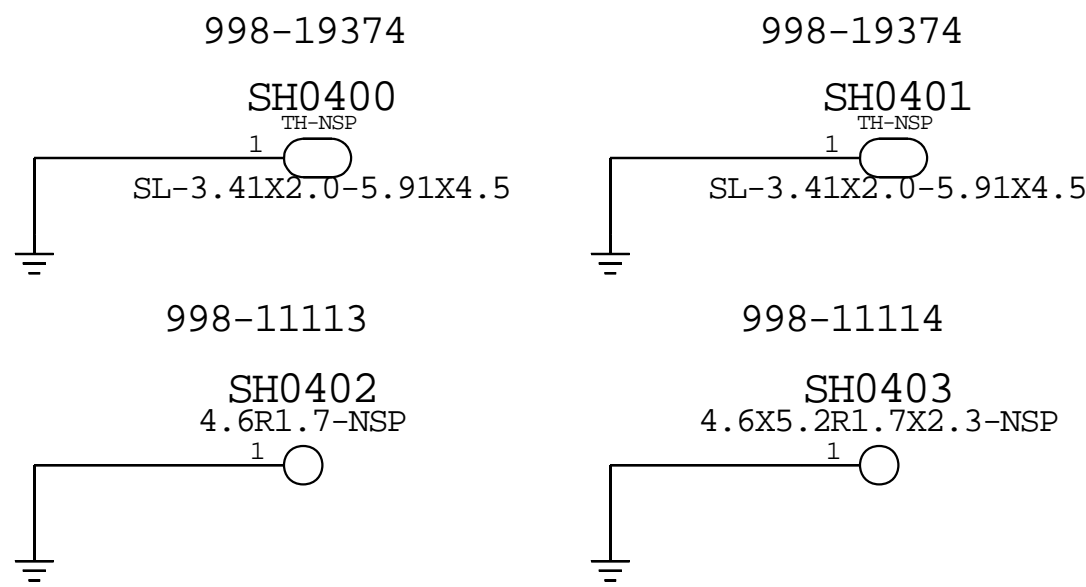 998-19374
SH0400
TH-NSP
1
SL-3.41X2.0-5.91X4.5
998-19374
SH0401
TH-NSP
1
SL-3.41X2.0-5.91X4.5
998-11113
SH0402
4.6R1.7-NSP
1
998-11114
SH0403
4.6X5.2R1.7X2.3-NSP
1